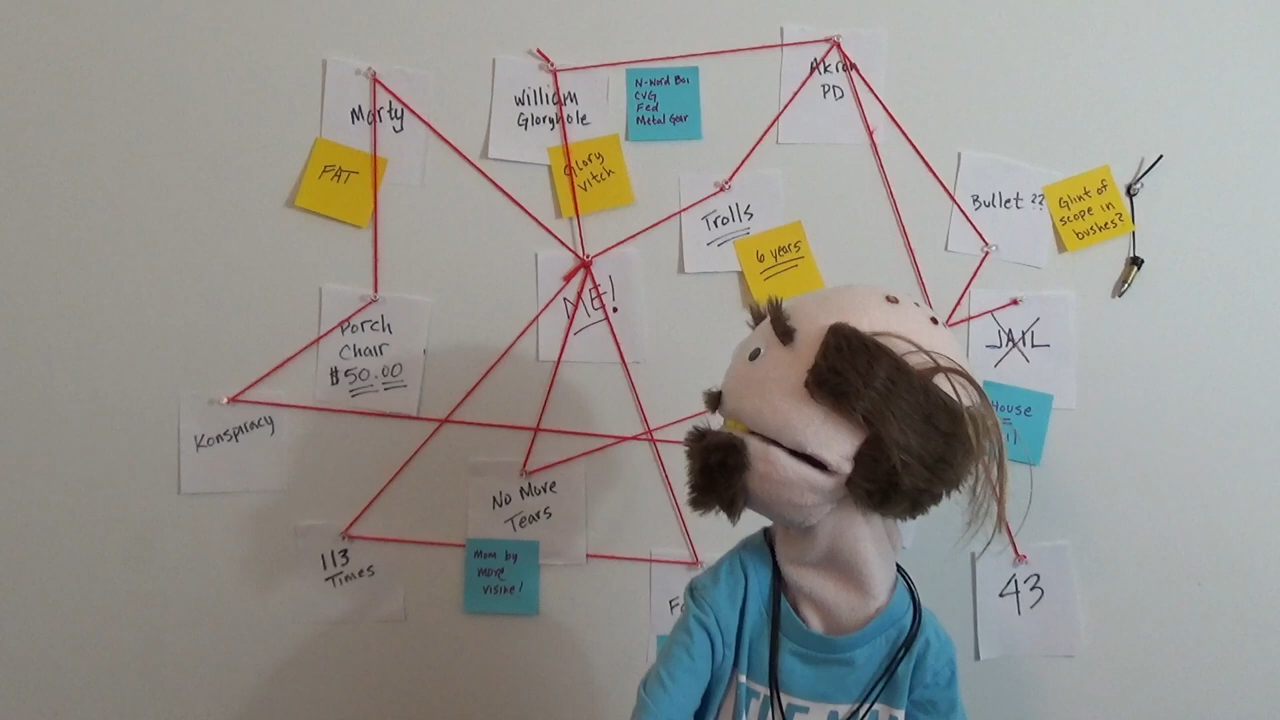 Marty
FAT
William
Gloryhole
N-Word Boi
CVG
Fed
Metal Gear
Glory
vitch
Akron
PD
Trolls
6 years
Bullet ??
Glint of
scope in
bushes?
ME!
Porch
Chair
$50.00
JAIL
House
=
Konspiracy
No More
Tears
Mom by
more
visine!
113
Times
43